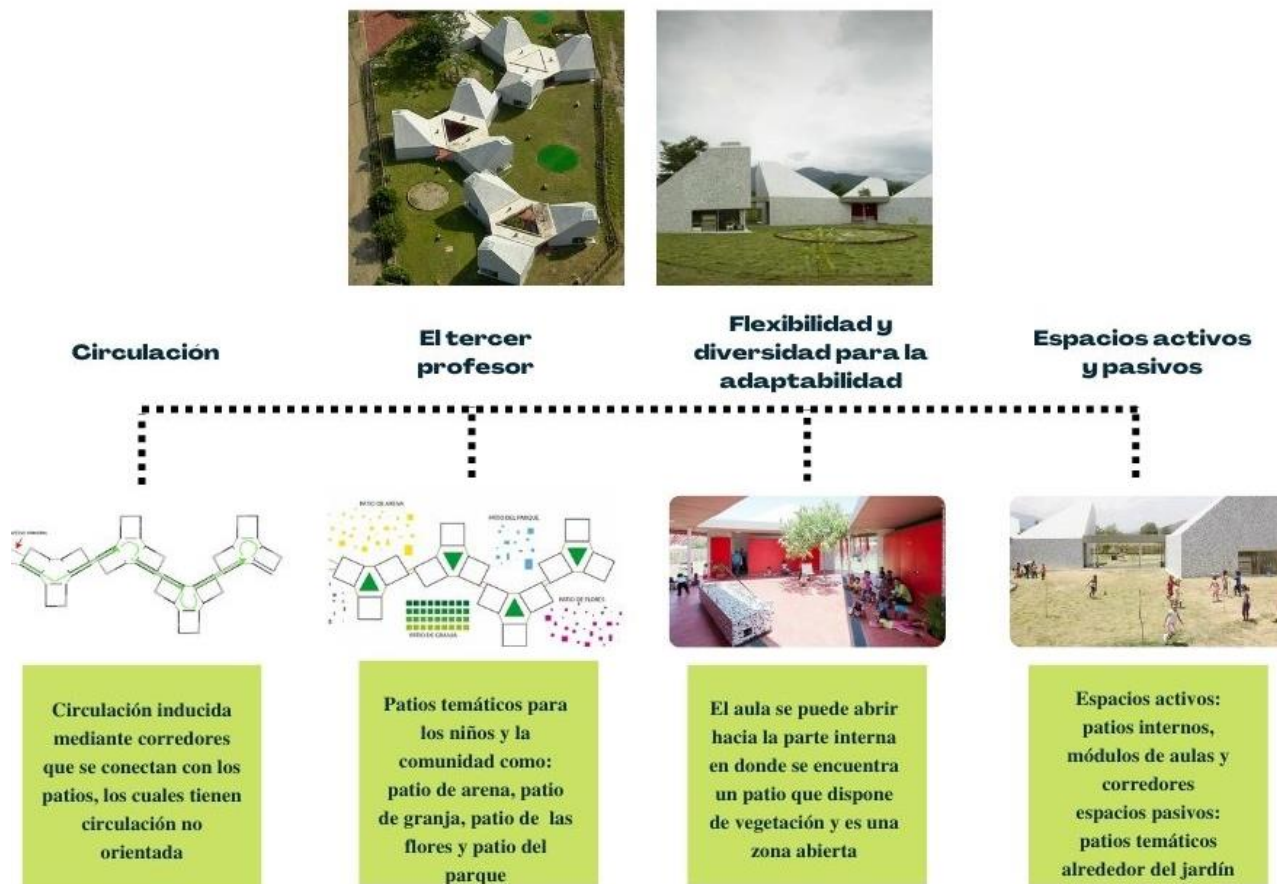 Circulación
El tercer
profesor
Flexibilidad y
diversidad para la
adaptabilidad
Espacios activos
y pasivos
PATIO DE ARENA
PATIO DEL PARQUE
PATIO DE GRANJA
PATIO DE FLORES
Circulación inducida
mediante corredores
que se conectan con los
patios, los cuales tienen
circulación no
orientada
Patios temáticos para
los niños y la
comunidad como:
patio de arena, patio
de granja, patio de las
flores y patio del
parque
El aula se puede abrir
hacia la parte interna
en donde se encuentra
un patio que dispone
de vegetación y es una
zona abierta
Espacios activos:
patios internos,
módulos de aulas y
corredores
espacios pasivos:
patios temáticos
alrededor del jardín